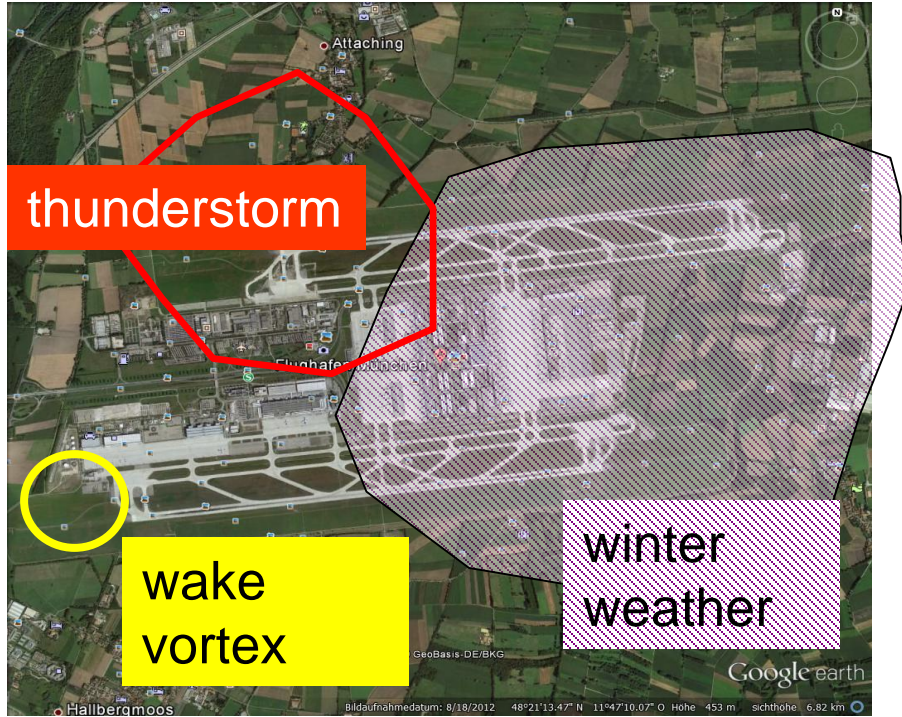 N
Attaching
thunderstorm
Flughafen München
S
winter
weather
wake
vortex
GeoBasis-DE/BKG
Google earth
Hallbergmoos
Bildaufnahmedatum: 8/18/2012 48°21'13.47" N 11°47'10.07" O Höhe 453 m sichthöhe 6.82 km